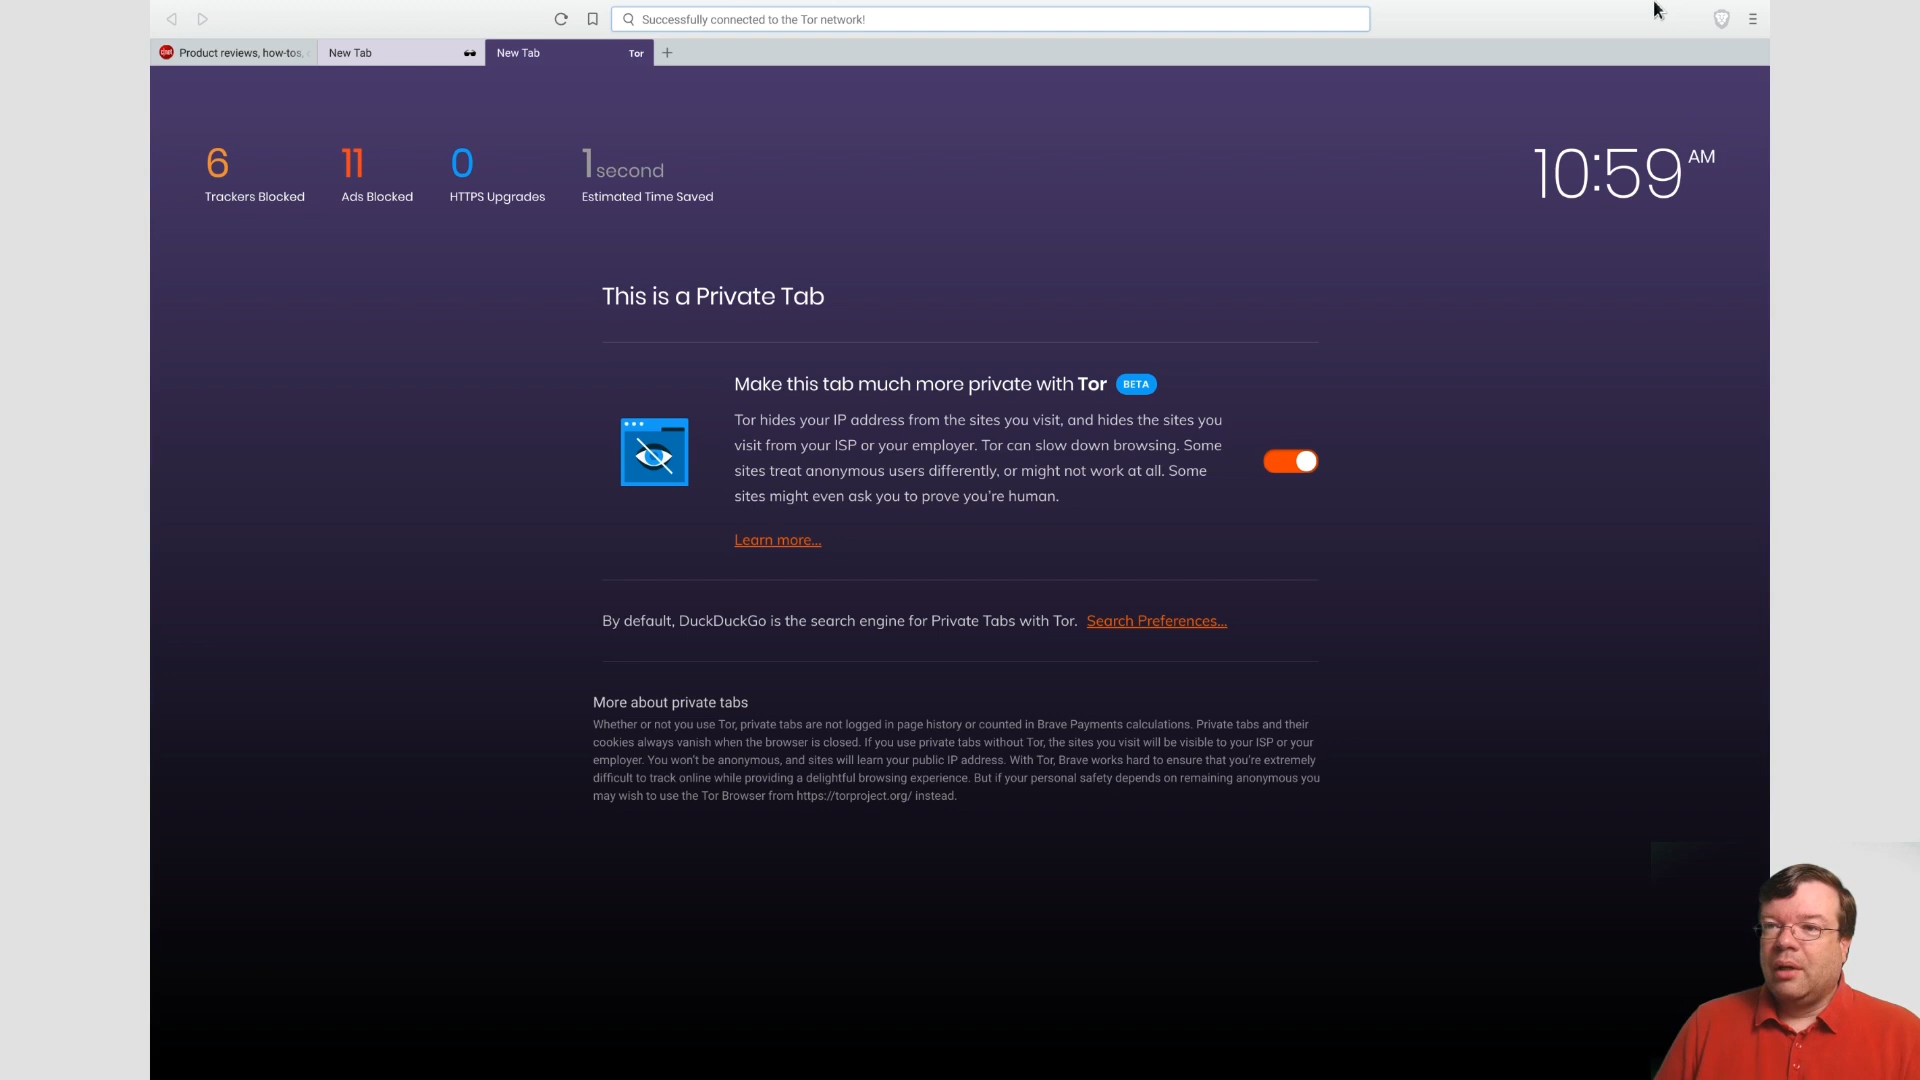 Successfully connected to the Tor network!
cnet Product reviews, how-tos,
New Tab
New Tab Tor
6
Trackers Blocked
11
Ads Blocked
0
HTTPS Upgrades
1 second
Estimated Time Saved
10:59 AM
This is a Private Tab
Make this tab much more private with Tor BETA
Tor hides your IP address from the sites you visit, and hides the sites you
visit from your ISP or your employer. Tor can slow down browsing. Some
sites treat anonymous users differently, or might not work at all. Some
sites might even ask you to prove you're human.
Learn more...
By default, DuckDuckGo is the search engine for Private Tabs with Tor. Search Preferences...
More about private tabs
Whether or not you use Tor, private tabs are not logged in page history or counted in Brave Payments calculations. Private tabs and their
cookies always vanish when the browser is closed. If you use private tabs without Tor, the sites you visit will be visible to your ISP or your
employer. You won't be anonymous, and sites will learn your public IP address. With Tor, Brave works hard to ensure that you're extremely
difficult to track online while providing a delightful browsing experience. But if your personal safety depends on remaining anonymous you
may wish to use the Tor Browser from https://torproject.org/ instead.